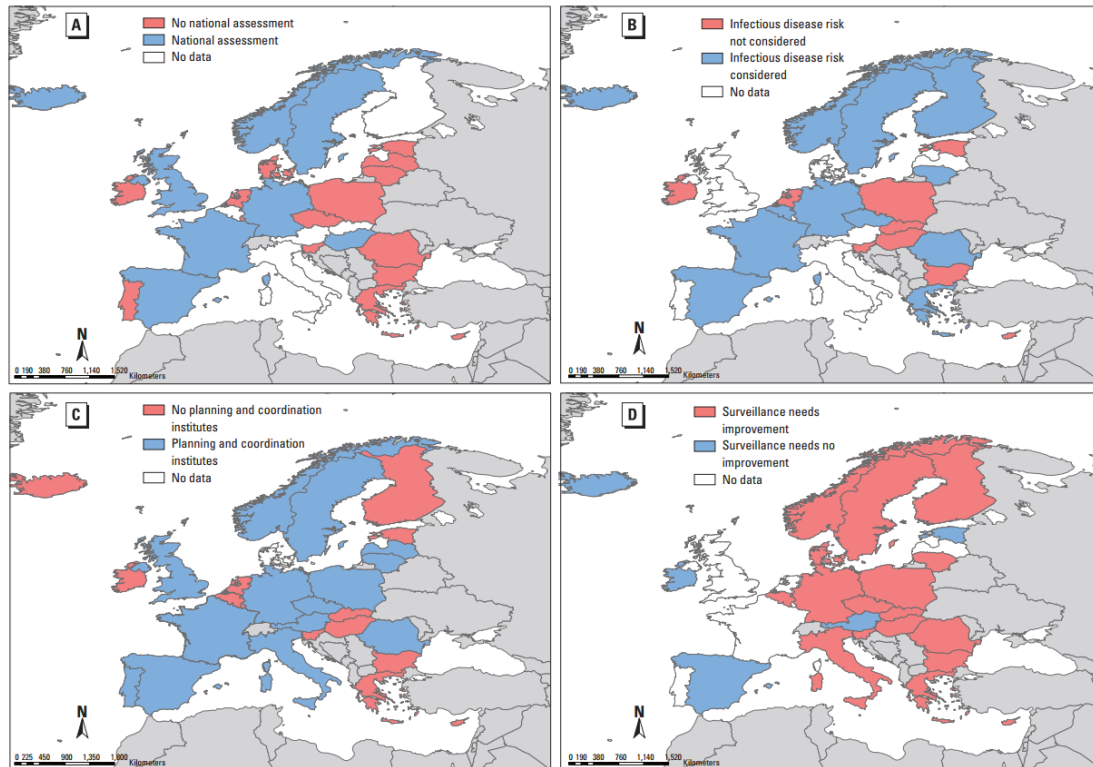 A
No national assessment
National assessment
No data
N
0 190 380 760 1,140 1,520
Kilometers
B
Infectious disease risk
not considered
Infectious disease risk
considered
No data
N
0 190 380 760 1,140 1,520
Kilometers
C
No planning and coordination
institutes
Planning and coordination
institutes
No data
N
0 225 450 900 1,350 1,800
Kilometers
D
Surveillance needs
improvement
Surveillance needs no
improvement
No data
N
0 190 380 760 1,140 1,520
Kilometers